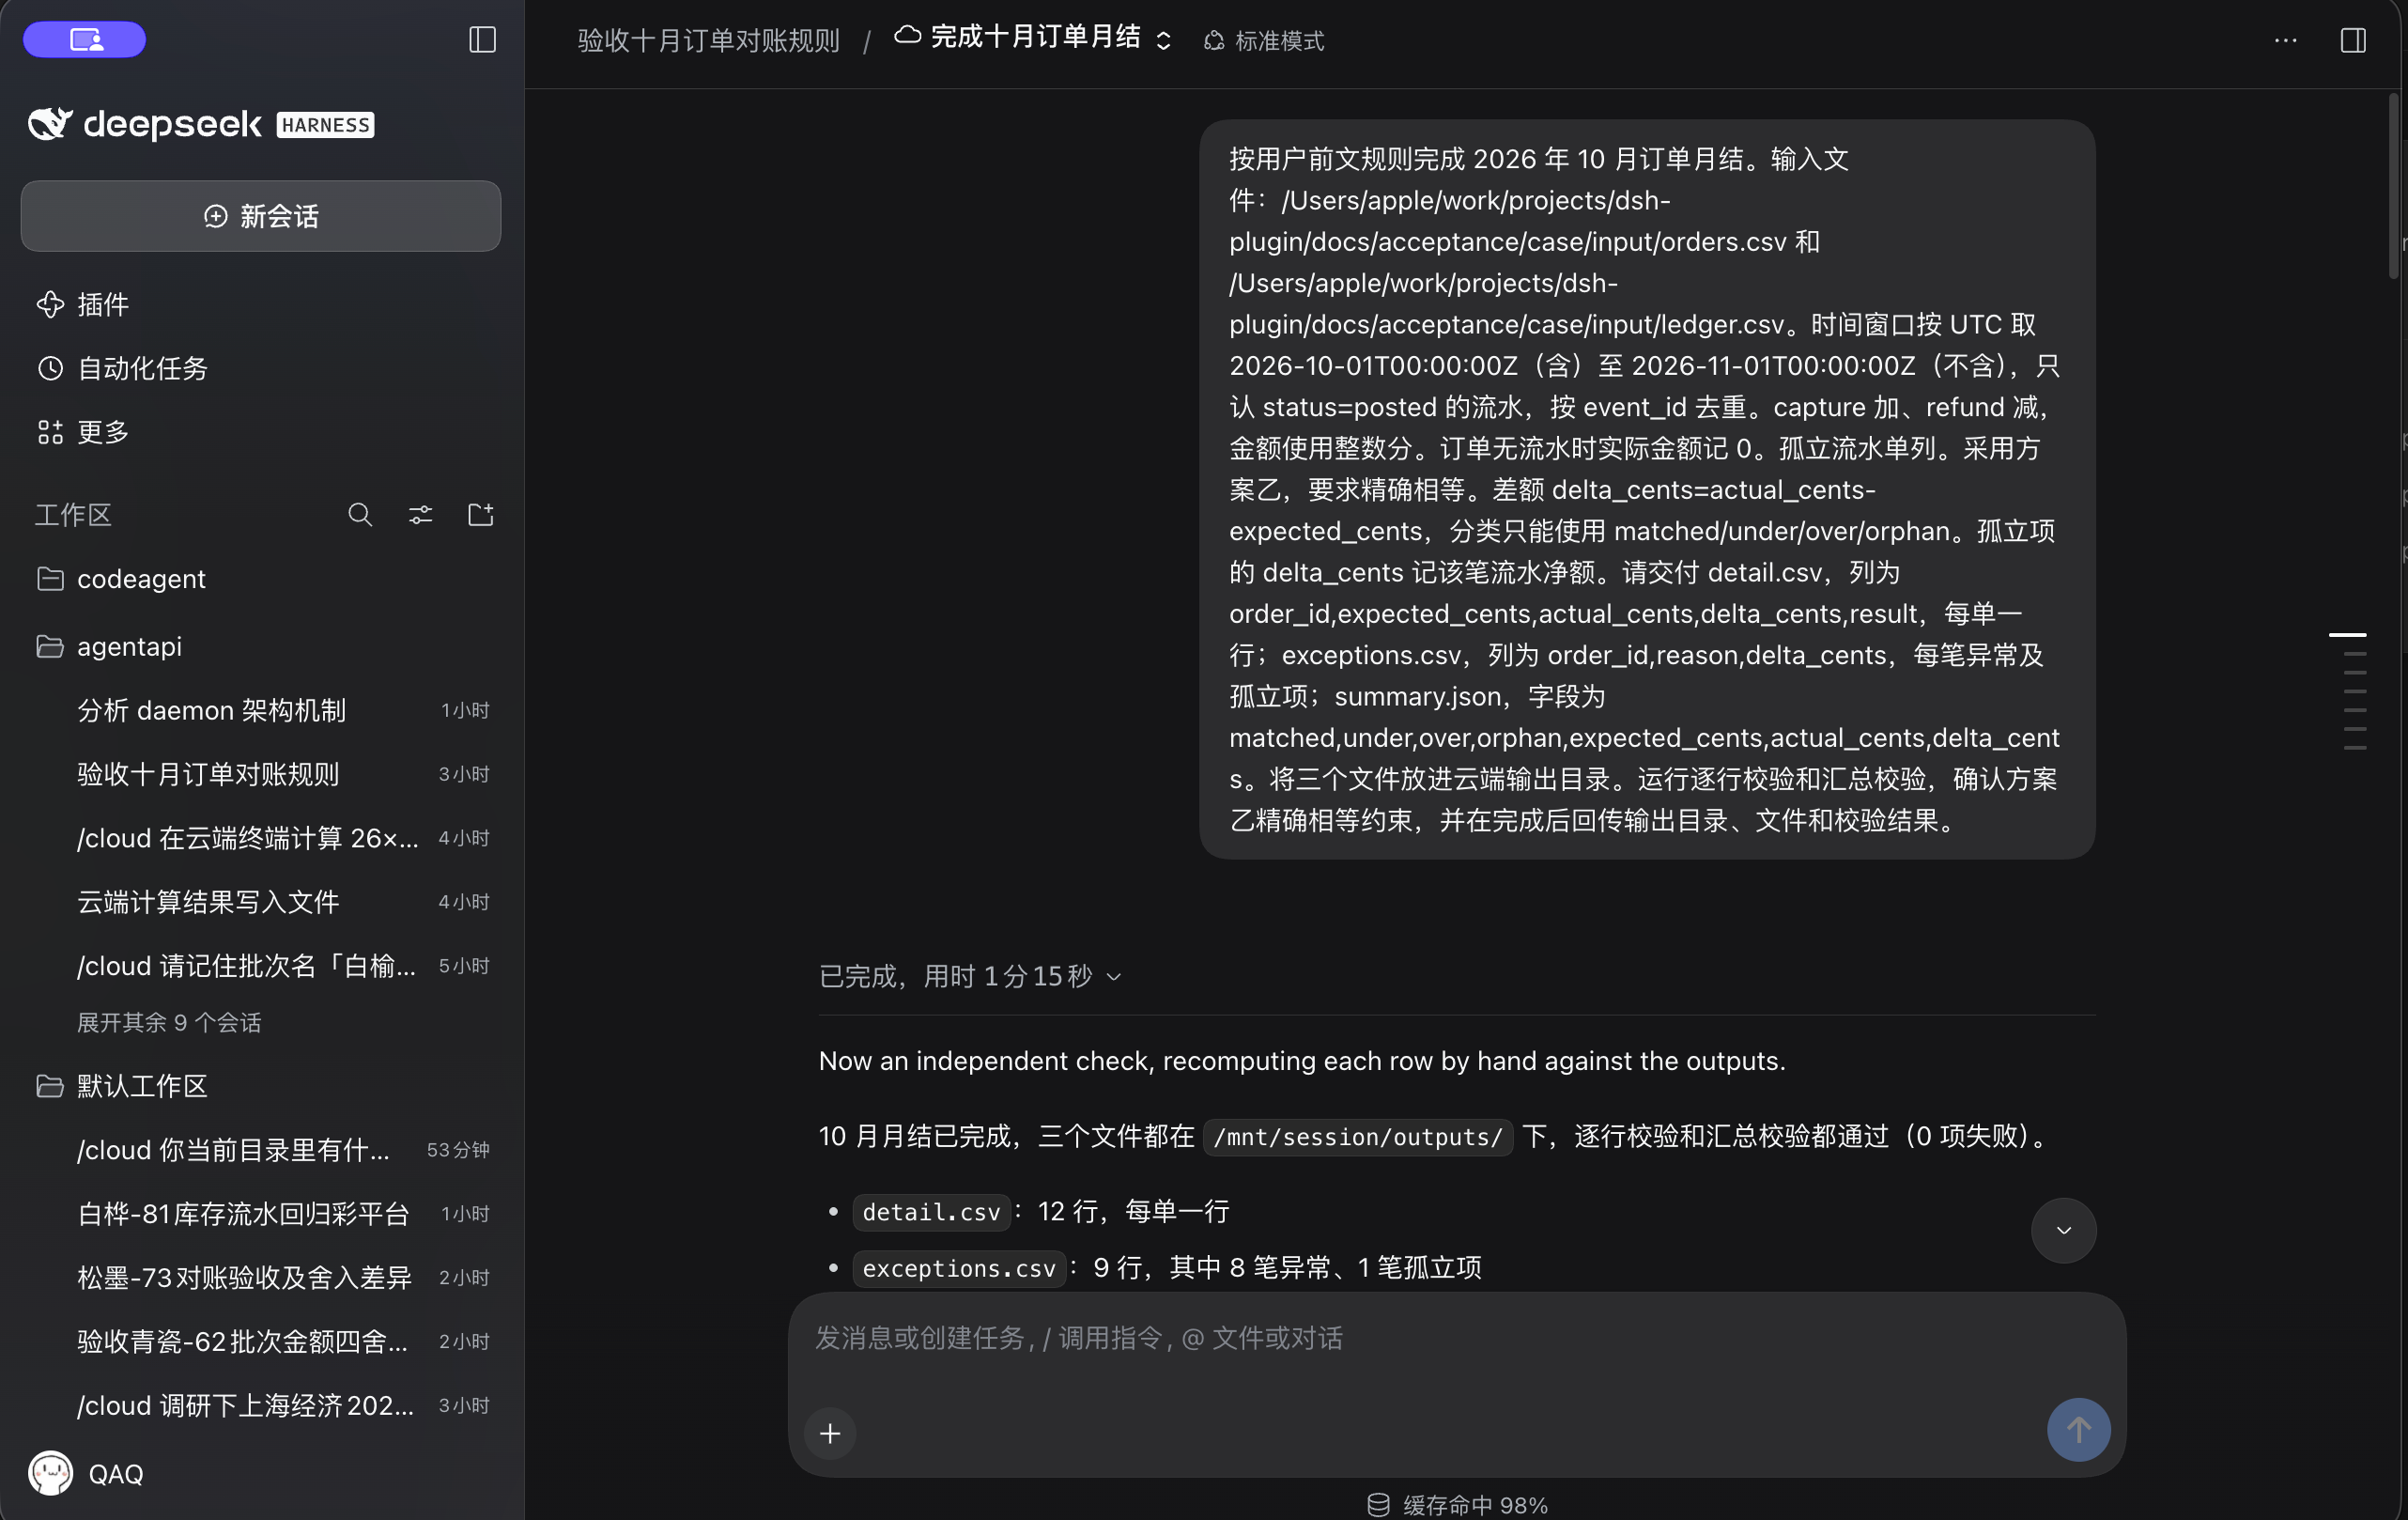 deepseek HARNESS
新会话
插件
自动化任务
更多
工作区
codeagent
agentapi
分析 daemon 架构机制 1小时
验收十月订单对账规则 3小时
/cloud 在云端终端计算 26×... 4小时
云端计算结果写入文件 4小时
/cloud 请记住批次名「白榆... 5小时
展开其余 9 个会话
默认工作区
/cloud 你当前目录里有什... 53分钟
白桦-81库存流水回归彩平台 1小时
松墨-73对账验收及舍入差异 2小时
验收青瓷-62批次金额四舍... 2小时
/cloud 调研下上海经济202... 3小时
QAQ
验收十月订单对账规则 / 完成十月订单月结 标准模式
按用户前文规则完成 2026 年 10 月订单月结。输入文
件：/Users/apple/work/projects/dsh-
plugin/docs/acceptance/case/input/orders.csv 和
/Users/apple/work/projects/dsh-
plugin/docs/acceptance/case/input/ledger.csv。时间窗口按 UTC 取
2026-10-01T00:00:00Z（含）至 2026-11-01T00:00:00Z（不含），只
认 status=posted 的流水，按 event_id 去重。capture 加、refund 减，
金额使用整数分。订单无流水时实际金额记 0。孤立流水单列。采用方
案乙，要求精确相等。差额 delta_cents=actual_cents-
expected_cents，分类只能使用 matched/under/over/orphan。孤立项
的 delta_cents 记该笔流水净额。请交付 detail.csv，列为
order_id,expected_cents,actual_cents,delta_cents,result，每单一
行；exceptions.csv，列为 order_id,reason,delta_cents，每笔异常及
孤立项；summary.json，字段为
matched,under,over,orphan,expected_cents,actual_cents,delta_cent
s。将三个文件放进云端输出目录。运行逐行校验和汇总校验，确认方案
乙精确相等约束，并在完成后回传输出目录、文件和校验结果。
已完成，用时 1分15秒
Now an independent check, recomputing each row by hand against the outputs.
10 月月结已完成，三个文件都在 /mnt/session/outputs/ 下，逐行校验和汇总校验都通过（0 项失败）。
• detail.csv：12 行，每单一行
• exceptions.csv：9 行，其中 8 笔异常、1 笔孤立项
发消息或创建任务, / 调用指令, @ 文件或对话
缓存命中 98%